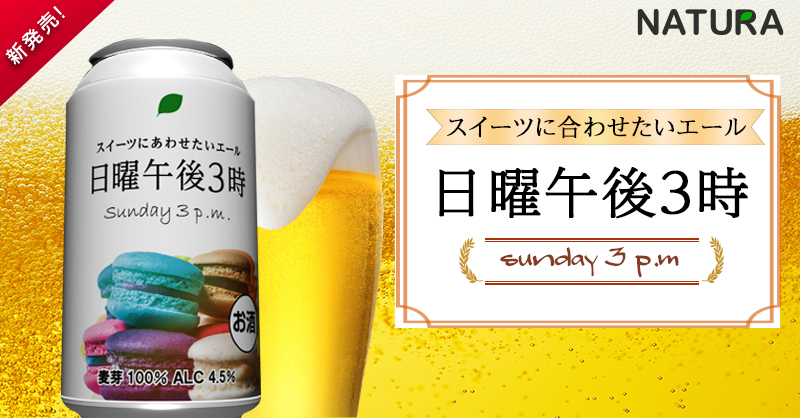 新発売!
NATURA
スイーツにあわせたいエール
日曜午後3時
sunday 3 p.m.
お酒
麦芽 100% ALC 4.5%
スイーツに合わせたいエール
日曜午後3時
sunday 3 p.m